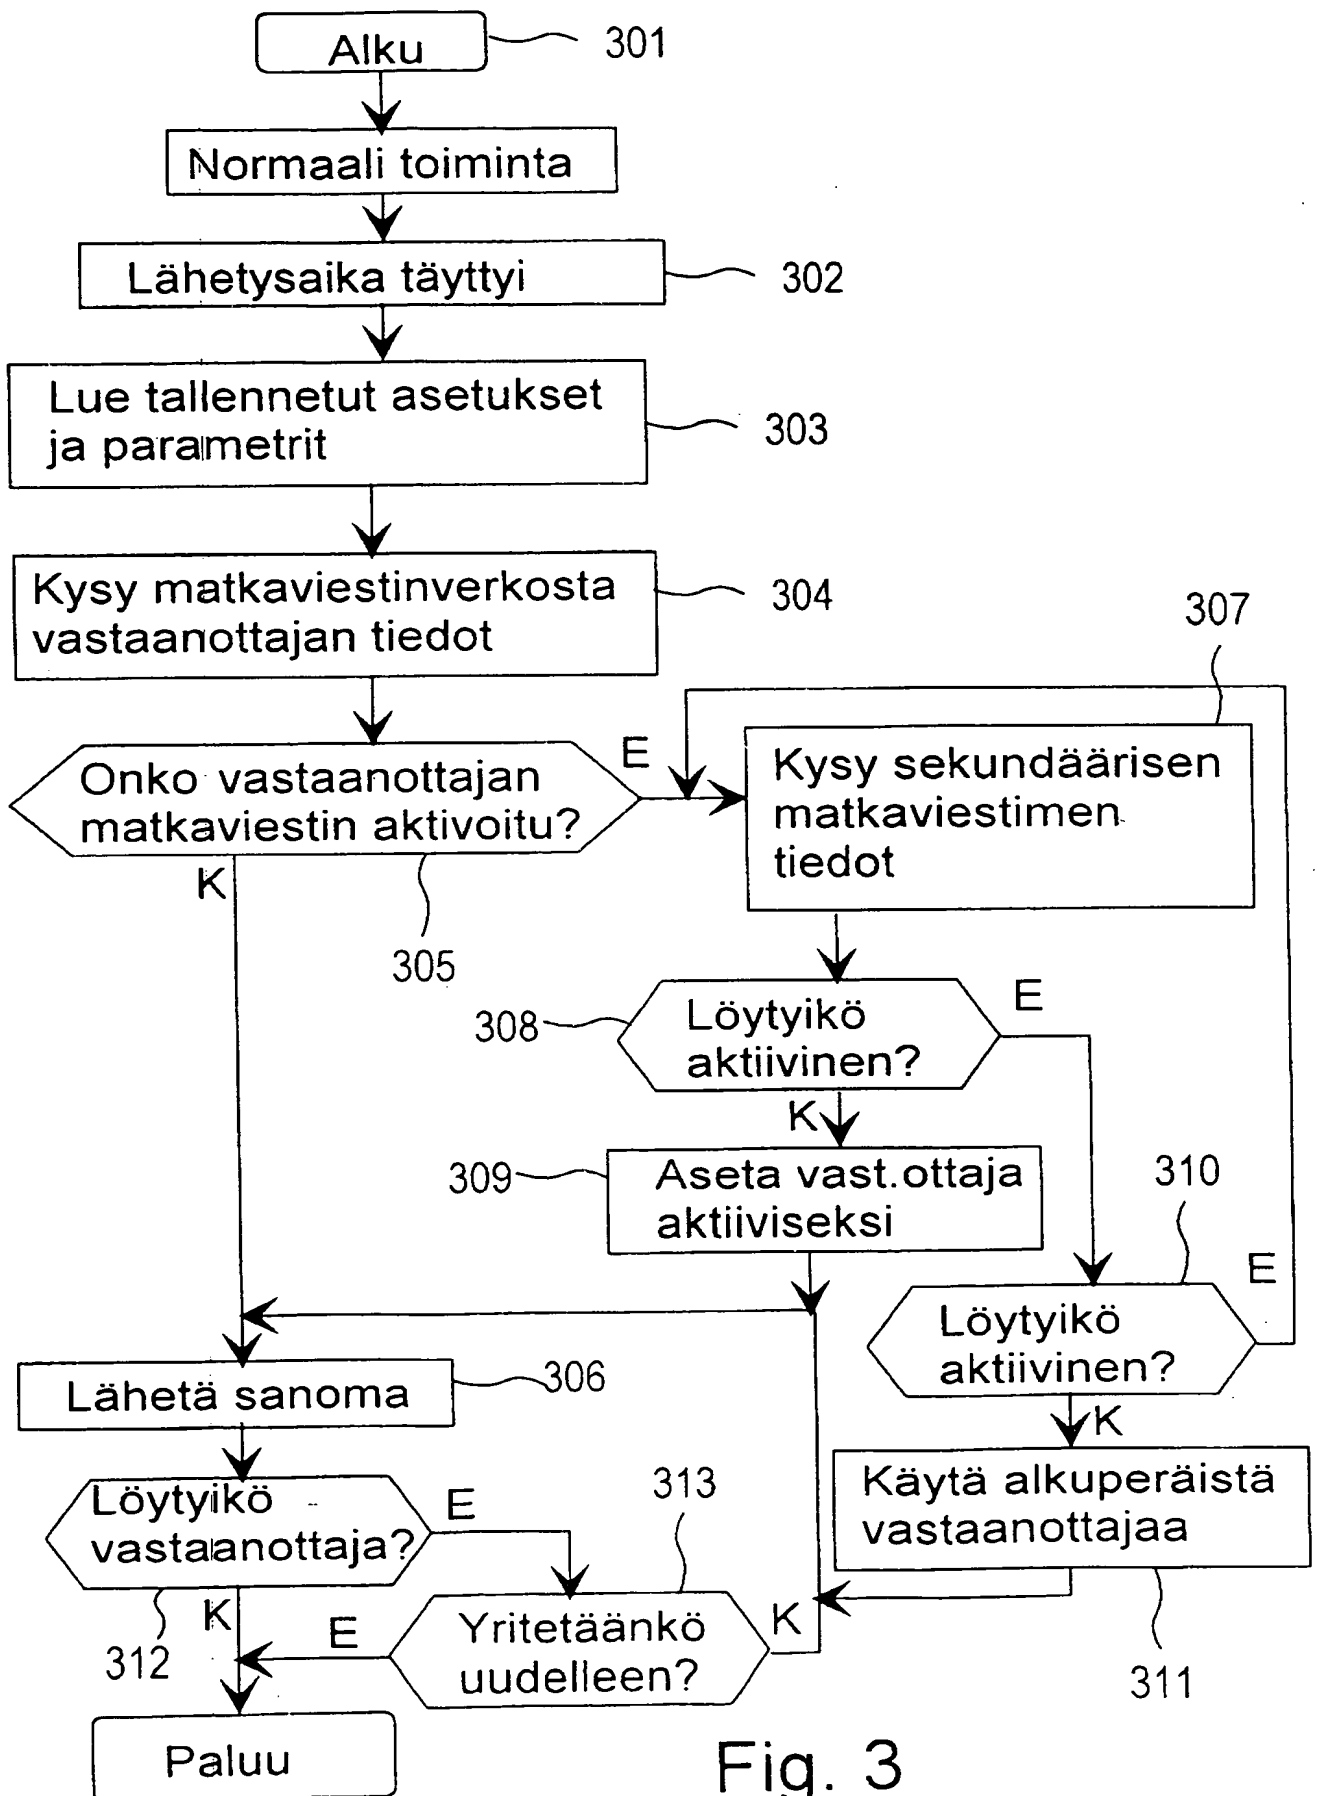 Alku
301
Normaali toiminta
Lähetysaika täyttyi
302
Lue tallennetut asetukset
ja parametrit
303
Kysy matkaviestinverkosta
vastaanottajan tiedot
304
307
Onko vastaanottajan
matkaviestin aktivoitu?
E
K
305
Kysy sekundäärisen
matkaviestimen
tiedot
308
Löytyikö
aktiivinen?
E
K
309
Aseta vast.ottaja
aktiiviseksi
310
Löytyikö
aktiivinen?
E
K
Lähetä sanoma
306
Löytyikö
vastaanottaja?
E
K
312
313
Yritetäänkö
uudelleen?
E
K
Käytä alkuperäistä
vastaanottajaa
311
Paluu
Fig. 3